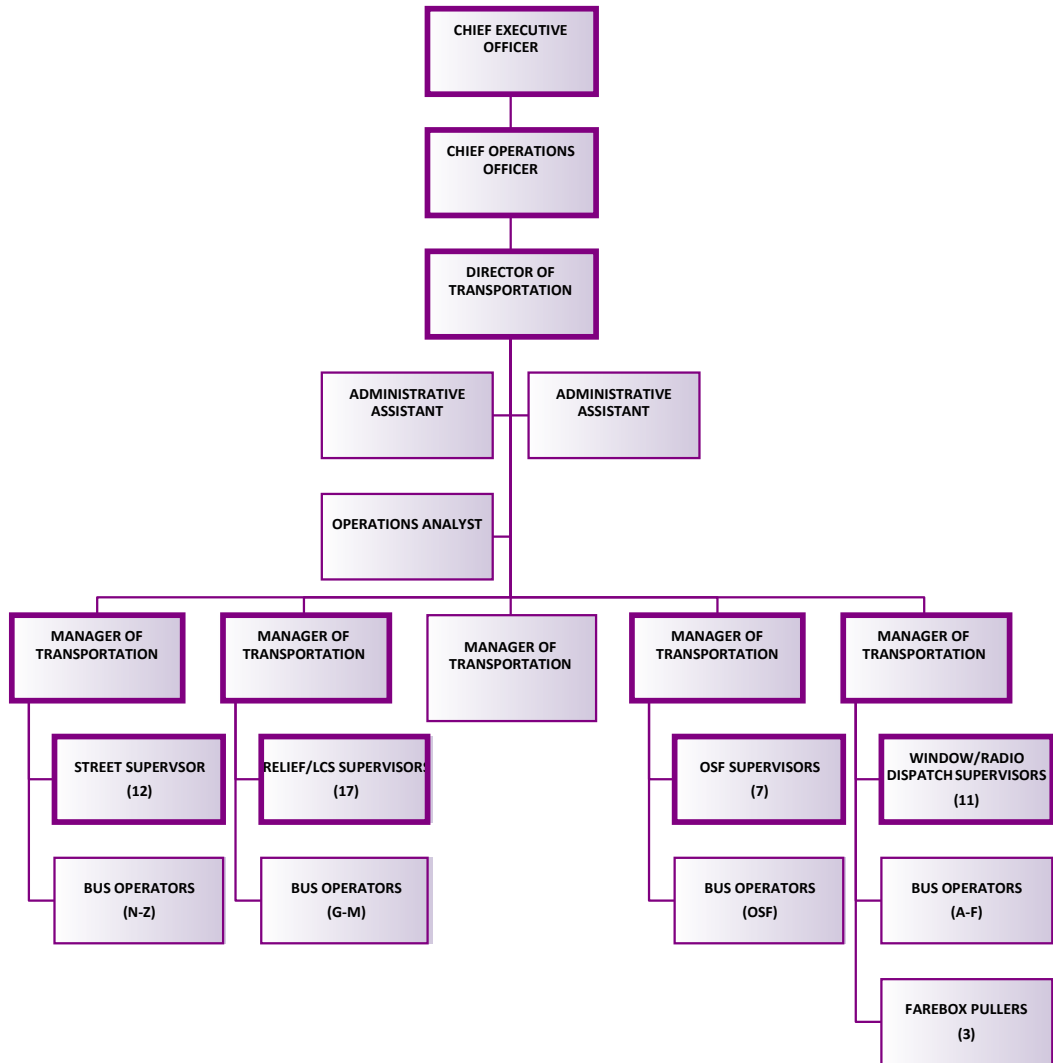 CHIEF EXECUTIVE
OFFICER
CHIEF OPERATIONS
OFFICER
DIRECTOR OF
TRANSPORTATION
ADMINISTRATIVE
ASSISTANT
ADMINISTRATIVE
ASSISTANT
OPERATIONS ANALYST
MANAGER OF
TRANSPORTATION
MANAGER OF
TRANSPORTATION
MANAGER OF
TRANSPORTATION
MANAGER OF
TRANSPORTATION
MANAGER OF
TRANSPORTATION
STREET SUPERVSOR
(12)
RELIEF/LCS SUPERVISORS
(17)
OSF SUPERVISORS
(7)
WINDOW/RADIO
DISPATCH SUPERVISORS
(11)
BUS OPERATORS
(N-Z)
BUS OPERATORS
(G-M)
BUS OPERATORS
(OSF)
BUS OPERATORS
(A-F)
FAREBOX PULLERS
(3)